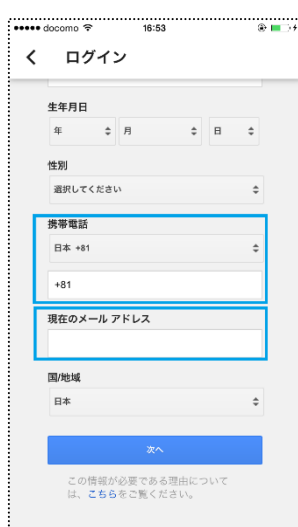 docomo 16:53
ログイン
生年月日
年 月 日
性別
選択してください
携帯電話
日本 +81
+81
現在のメール アドレス
国/地域
日本
次へ
この情報が必要である理由について
は、こちらをご覧ください。